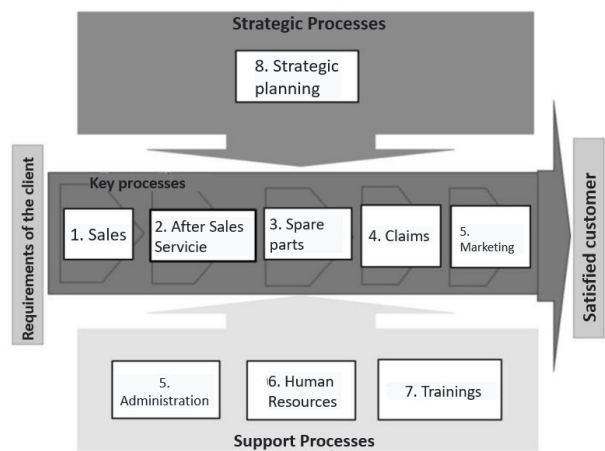 Strategic Processes
8. Strategic
planning
Requirements of the client
Key processes
1. Sales
2. After Sales
Servicie
3. Spare
parts
4. Claims
5.
Marketing
Satisfied customer
5.
Administration
6. Human
Resources
7. Trainings
Support Processes